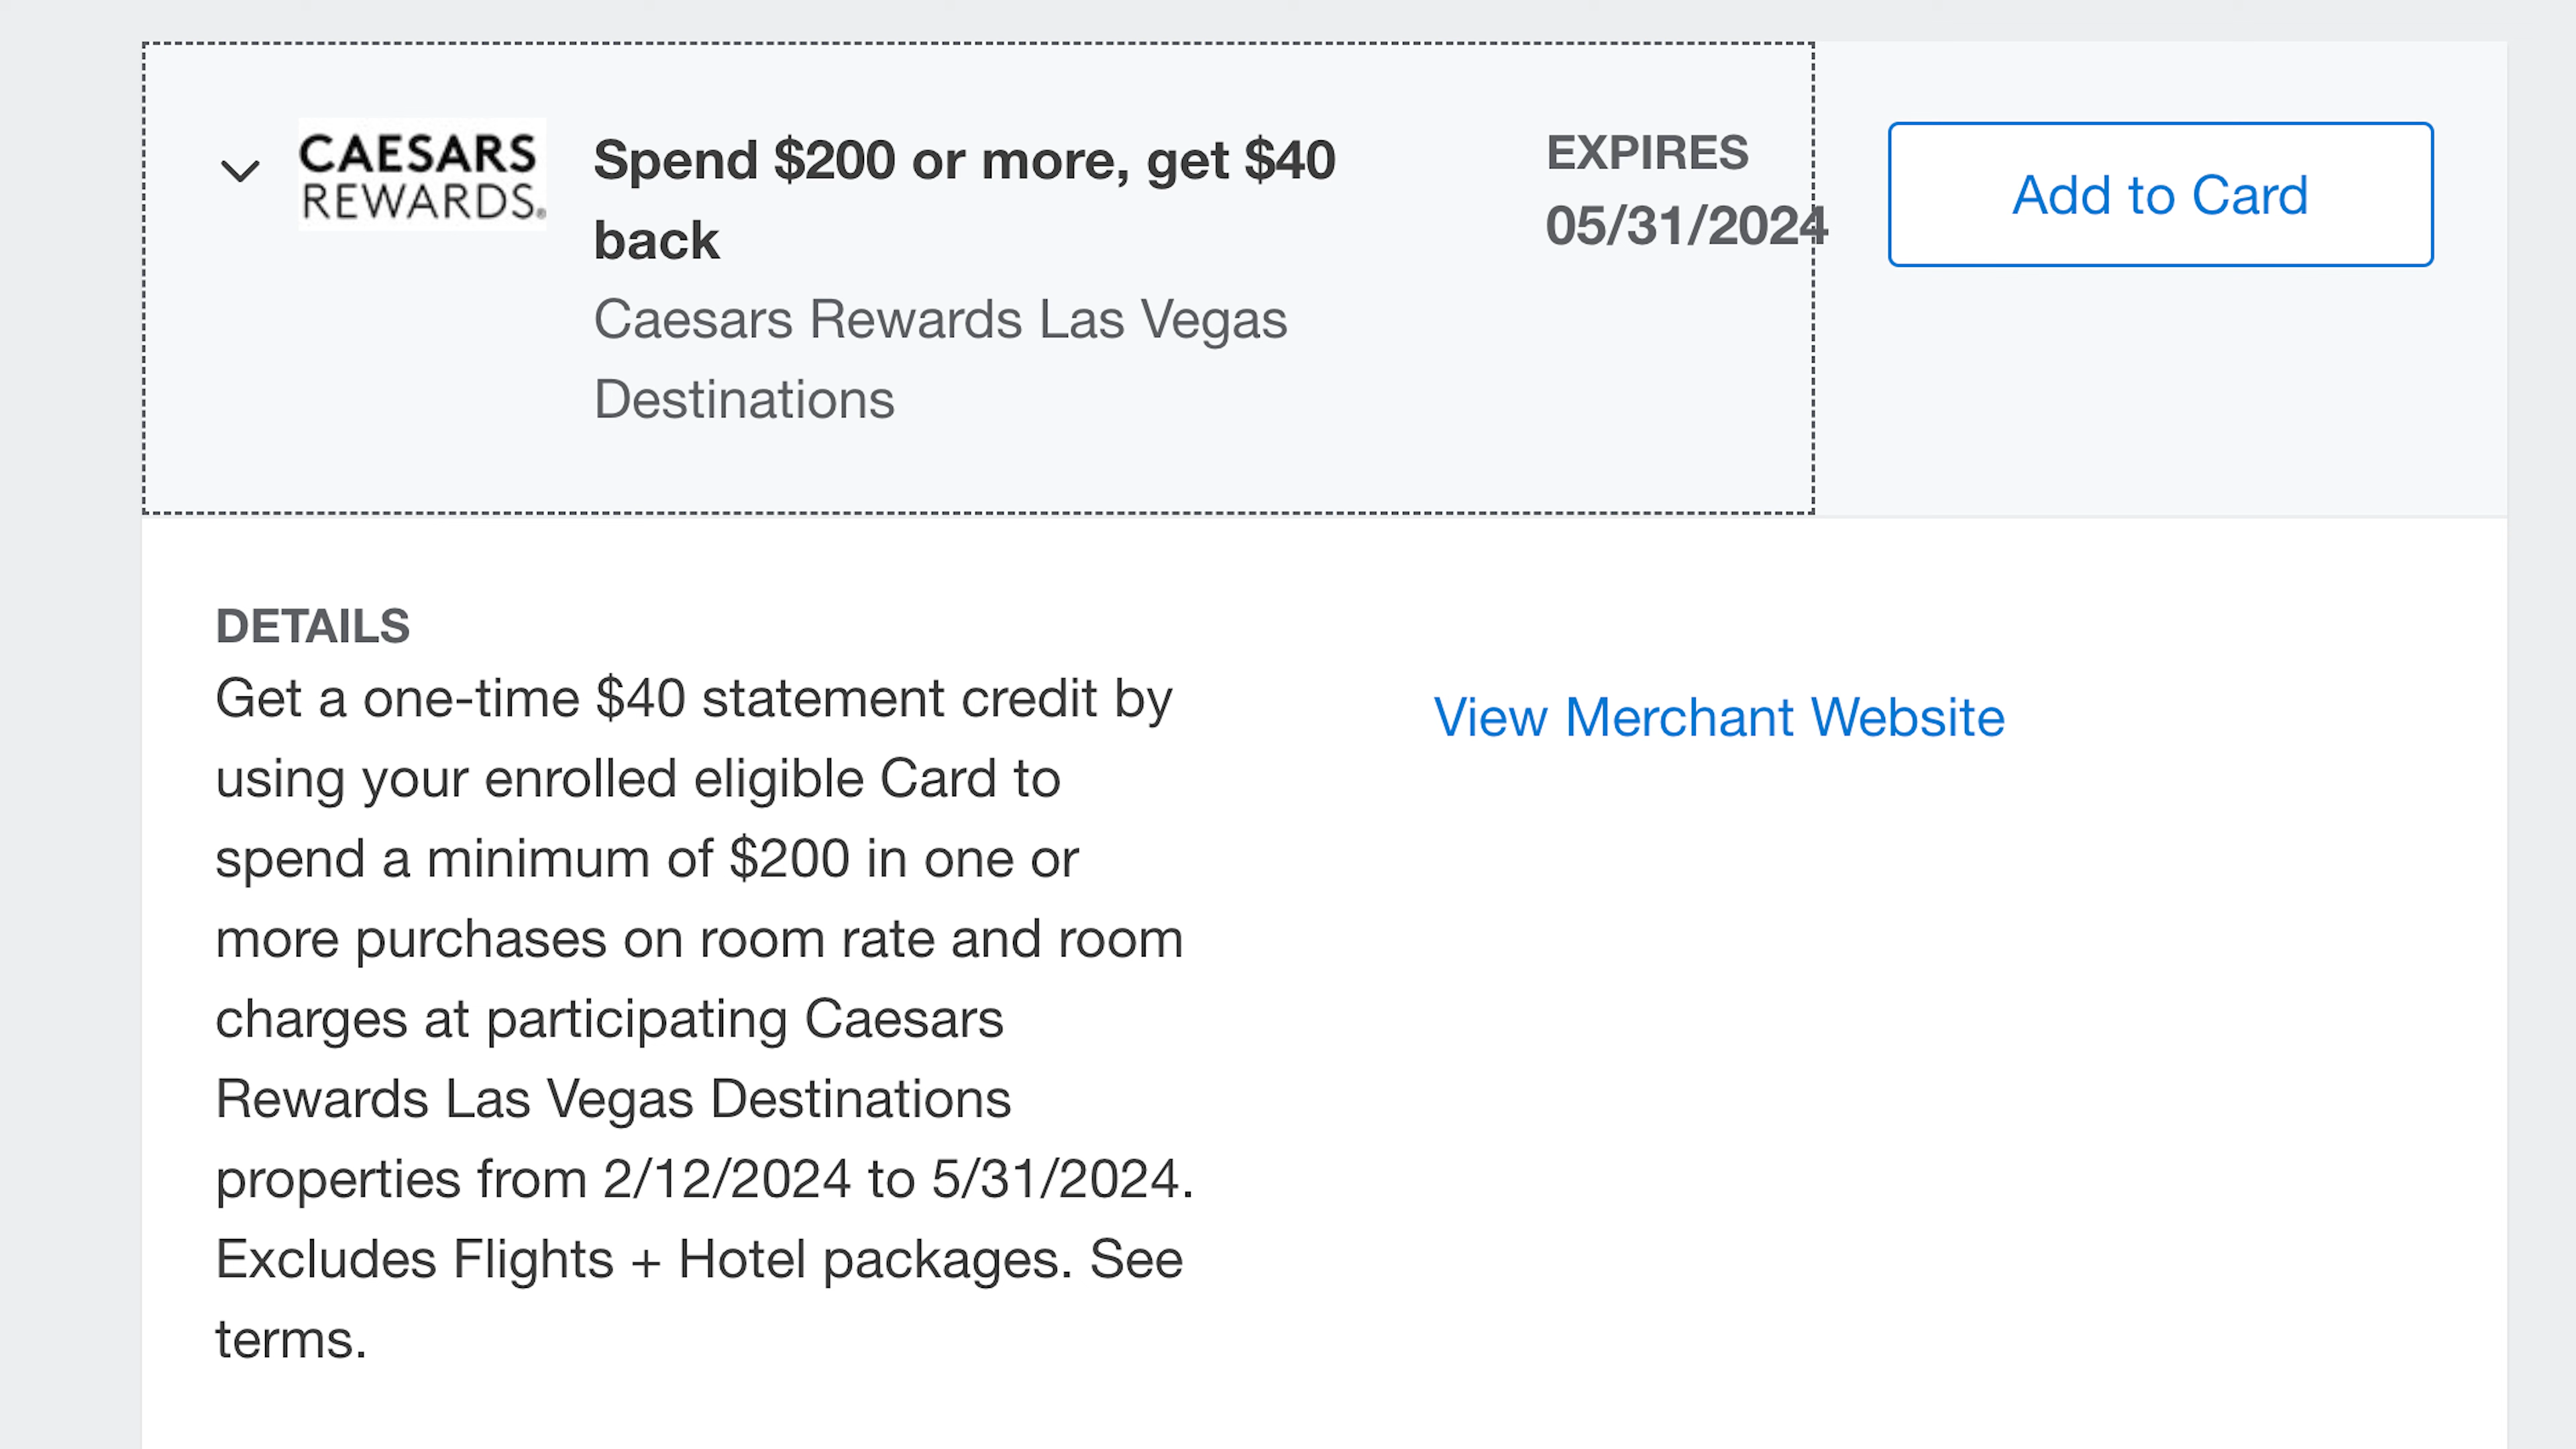 CAESARS
REWARDS®
Spend $200 or more, get $40
back
Caesars Rewards Las Vegas
Destinations
EXPIRES
05/31/2024
Add to Card
DETAILS
Get a one-time $40 statement credit by
using your enrolled eligible Card to
spend a minimum of $200 in one or
more purchases on room rate and room
charges at participating Caesars
Rewards Las Vegas Destinations
properties from 2/12/2024 to 5/31/2024.
Excludes Flights + Hotel packages. See
terms.
View Merchant Website